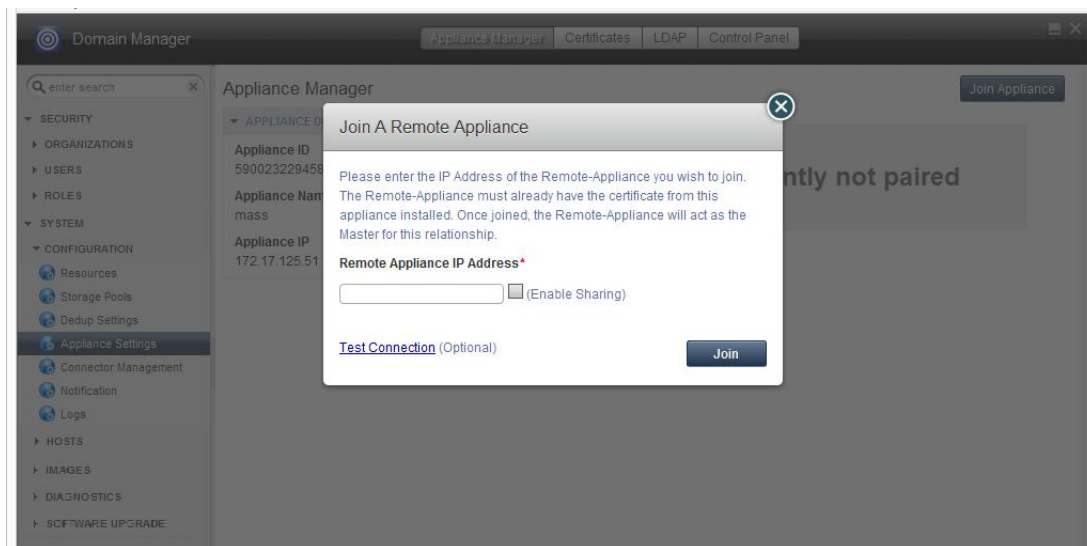 Domain Manager
Appliance Manager
Certificates
LDAP
Control Panel
enter search
Appliance Manager
Join Appliance
SECURITY
ORGANIZATIONS
USERS
ROLES
SYSTEM
CONFIGURATION
Resources
Storage Pools
Dedup Settings
Appliance Settings
Connector Management
Notification
Logs
HOSTS
IMAGES
DIAGNOSTICS
SOFTWARE UPGRADE
APPLIANCE D
Appliance ID
590023229458
Appliance Nam
mass
Appliance IP
172.17.125.51
ntly not paired
Join A Remote Appliance
Please enter the IP Address of the Remote-Appliance you wish to join.
The Remote-Appliance must already have the certificate from this
appliance installed. Once joined, the Remote-Appliance will act as the
Master for this relationship.
Remote Appliance IP Address*
(Enable Sharing)
Test Connection (Optional)
Join